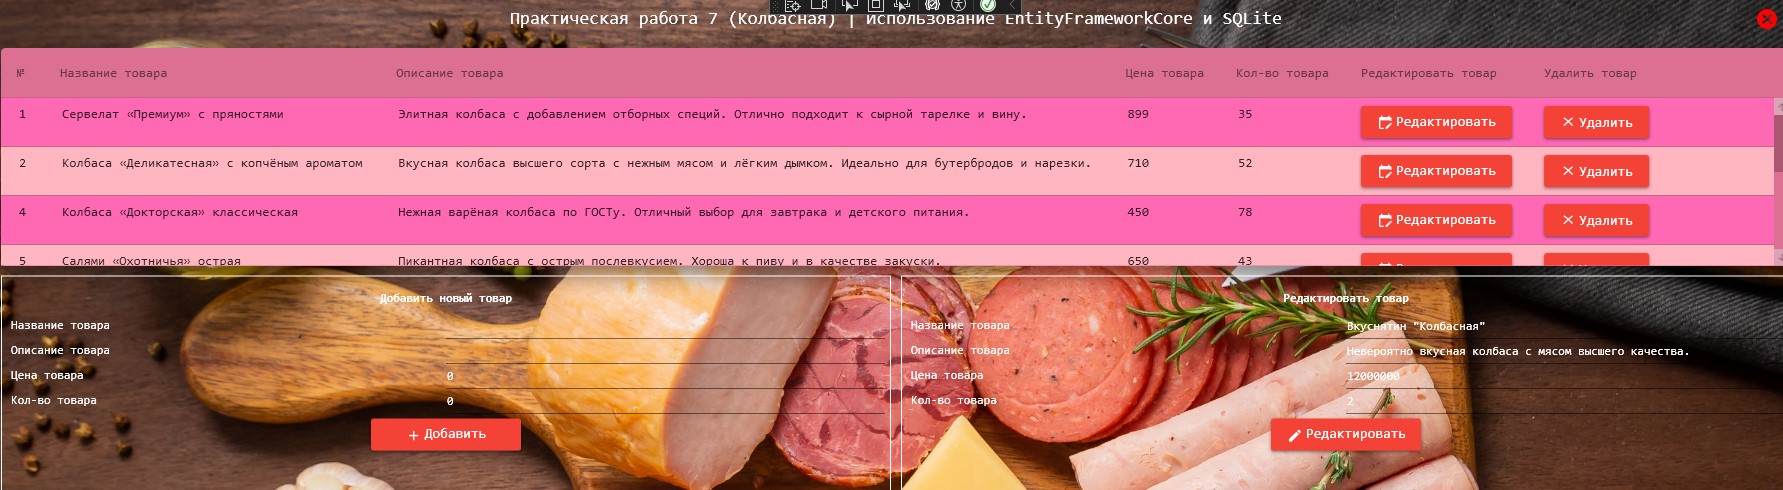 Практическая работа 7 (Колбасная) | Использование EntityFrameworkCore и SQLite
№ Название товара Описание товара Цена товара Кол-во товара Редактировать товар Удалить товар
1 Сервелат «Премиум» с пряностями Элитная колбаса с добавлением отборных специй. Отлично подходит к сырной тарелке и вину. 899 35 Редактировать Удалить
2 Колбаса «Деликатесная» с копчёным ароматом Вкусная колбаса высшего сорта с нежным мясом и лёгким дымком. Идеально для бутербродов и нарезки. 710 52 Редактировать Удалить
4 Колбаса «Докторская» классическая Нежная варёная колбаса по ГОСТу. Отличный выбор для завтрака и детского питания. 450 78 Редактировать Удалить
5 Салями «Охотничья» острая Пикантная колбаса с острым послевкусием. Хороша к пиву и в качестве закуски. 650 43
Добавить новый товар
Название товара
Описание товара
Цена товара 0
Кол-во товара 0
Добавить
Редактировать товар
Название товара Вкуснятин "Колбасная"
Описание товара Невероятно вкусная колбаса с мясом высшего качества.
Цена товара 12000000
Кол-во товара 2
Редактировать